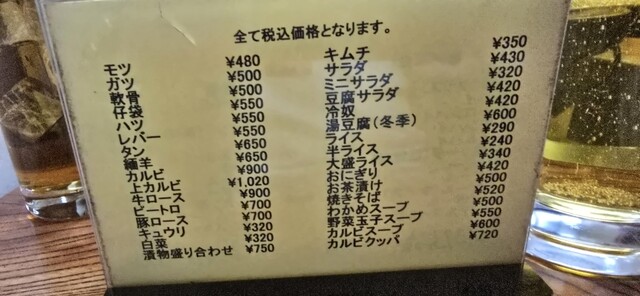 全て税込価格となります。
モツ ¥480
ガツ ¥500
軟骨 ¥500
仔袋 ¥550
ハツ ¥550
レバー ¥550
タン ¥650
緬羊 ¥650
カルビ ¥900
上カルビ ¥1,020
牛ロース ¥900
ピートロ ¥700
豚ロース ¥700
キュウリ ¥320
白菜 ¥320
漬物盛り合わせ ¥750
キムチ ¥350
サラダ ¥430
ミニサラダ ¥320
豆腐サラダ ¥420
冷奴 ¥420
湯豆腐(冬季) ¥600
ライス ¥290
半ライス ¥240
大盛ライス ¥340
おにぎり ¥420
お茶漬け ¥500
焼きそば ¥520
わかめスープ ¥500
野菜玉子スープ ¥550
カルビスープ ¥600
カルビクッパ ¥720